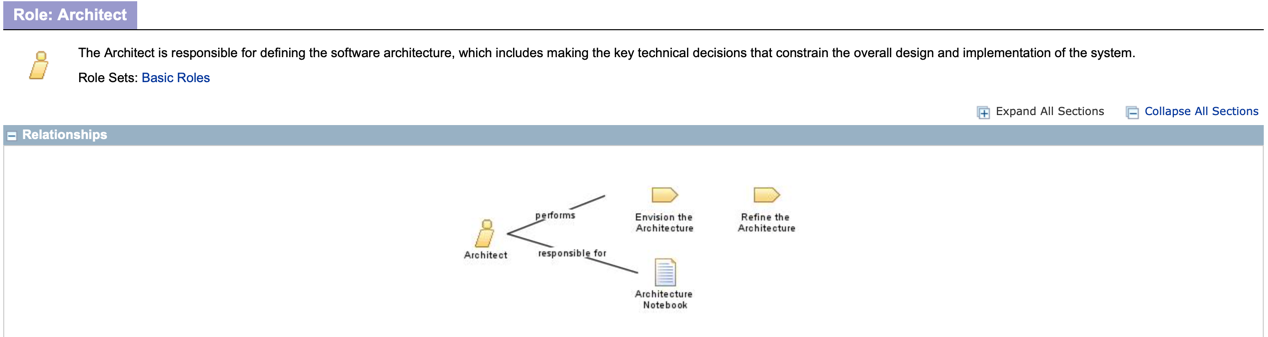 Role: Architect
The Architect is responsible for defining the software architecture, which includes making the key technical decisions that constrain the overall design and implementation of the system.
Role Sets: Basic Roles
Expand All Sections Collapse All Sections
Relationships
performs
Envision the
Architecture
Refine the
Architecture
Architect
responsible for
Architecture
Notebook